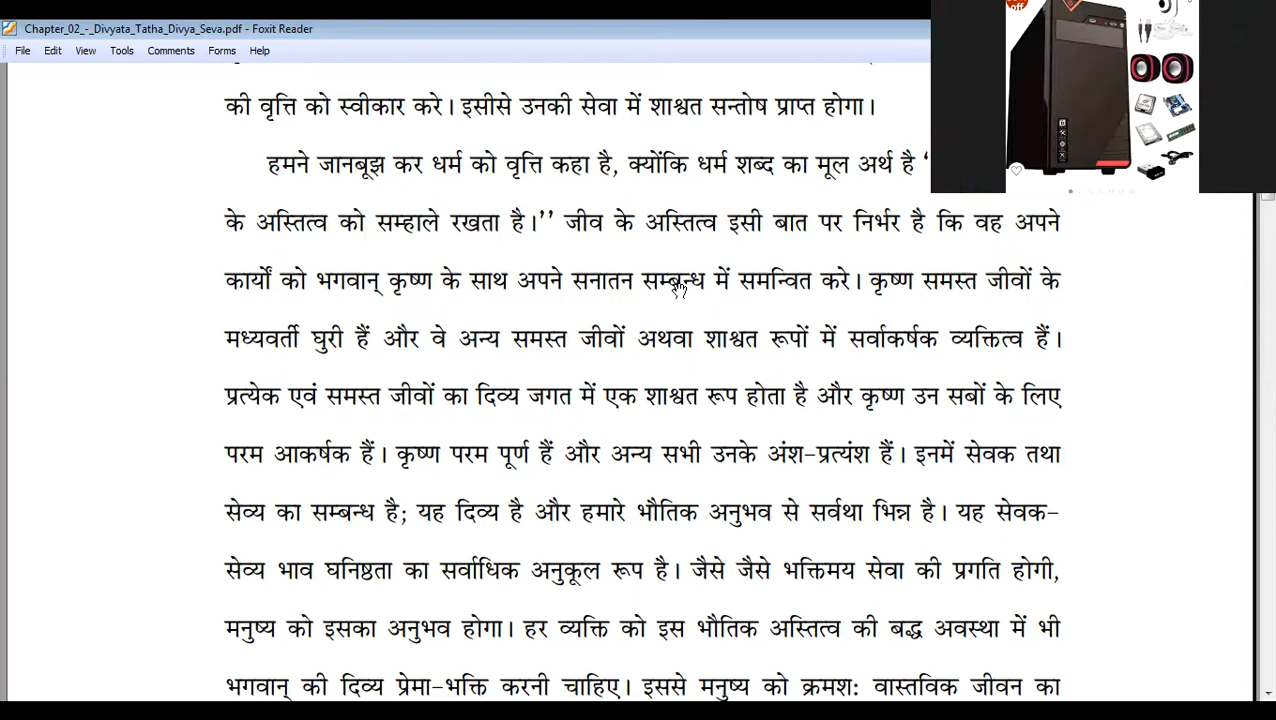 Chapter_02_-_Divyata_Tatha_Divya_Seva.pdf - Foxit Reader
File Edit View Tools Comments Forms Help
off
की वृत्ति को स्वीकार करे। इसीसे उनकी सेवा में शाश्वत सन्तोष प्राप्त होगा।
हमने जानबूझ कर धर्म को वृत्ति कहा है, क्योंकि धर्म शब्द का मूल अर्थ है ‘
के अस्तित्व को सम्हाले रखता है।’’ जीव के अस्तित्व इसी बात पर निर्भर है कि वह अपने
कार्यों को भगवान् कृष्ण के साथ अपने सनातन सम्बन्ध में समन्वित करे। कृष्ण समस्त जीवों के
मध्यवर्ती घुरी हैं और वे अन्य समस्त जीवों अथवा शाश्वत रूपों में सर्वाकर्षक व्यक्तित्व हैं।
प्रत्येक एवं समस्त जीवों का दिव्य जगत में एक शाश्वत रूप होता है और कृष्ण उन सबों के लिए
परम आकर्षक हैं। कृष्ण परम पूर्ण हैं और अन्य सभी उनके अंश-प्रत्यंश हैं। इनमें सेवक तथा
सेव्य का सम्बन्ध है; यह दिव्य है और हमारे भौतिक अनुभव से सर्वथा भिन्न है। यह सेवक-
सेव्य भाव घनिष्ठता का सर्वाधिक अनुकूल रूप है। जैसे जैसे भक्तिमय सेवा की प्रगति होगी,
मनुष्य को इसका अनुभव होगा। हर व्यक्ति को इस भौतिक अस्तित्व की बद्ध अवस्था में भी
भगवान् की दिव्य प्रेमा-भक्ति करनी चाहिए। इससे मनुष्य को क्रमश: वास्तविक जीवन का